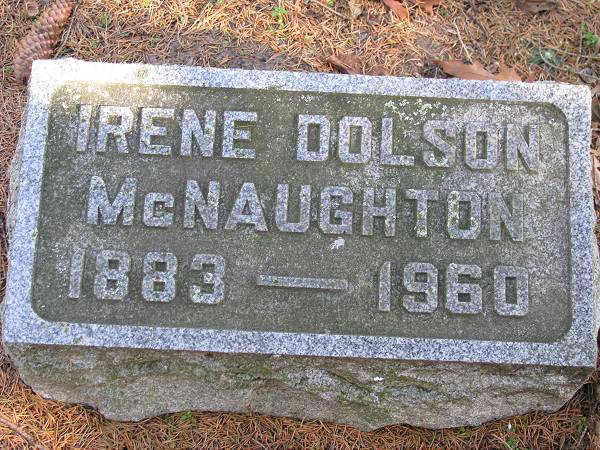 IRENE DOLSON
McNAUGHTON
1883 — 1960